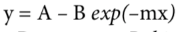 y = A – B exp(–mx)